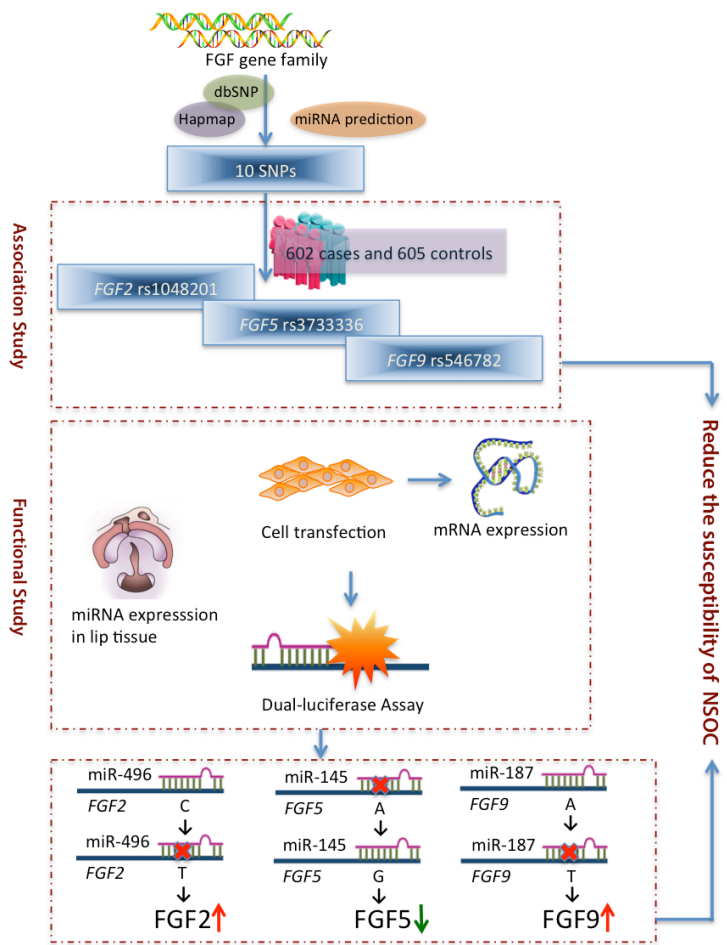 FGF gene family
dbSNP
Hapmap
miRNA prediction
10 SNPs
Association Study
602 cases and 605 controls
FGF2 rs1048201
FGF5 rs3733336
FGF9 rs546782
Reduce the susceptibility of NSOC
Functional Study
Cell transfection
mRNA expression
miRNA expresssion
in lip tissue
Dual-luciferase Assay
miR-496
FGF2 C
miR-496
FGF2 T
FGF2
miR-145
FGF5 A
miR-145
FGF5 G
FGF5
miR-187
FGF9 A
miR-187
FGF9 T
FGF9